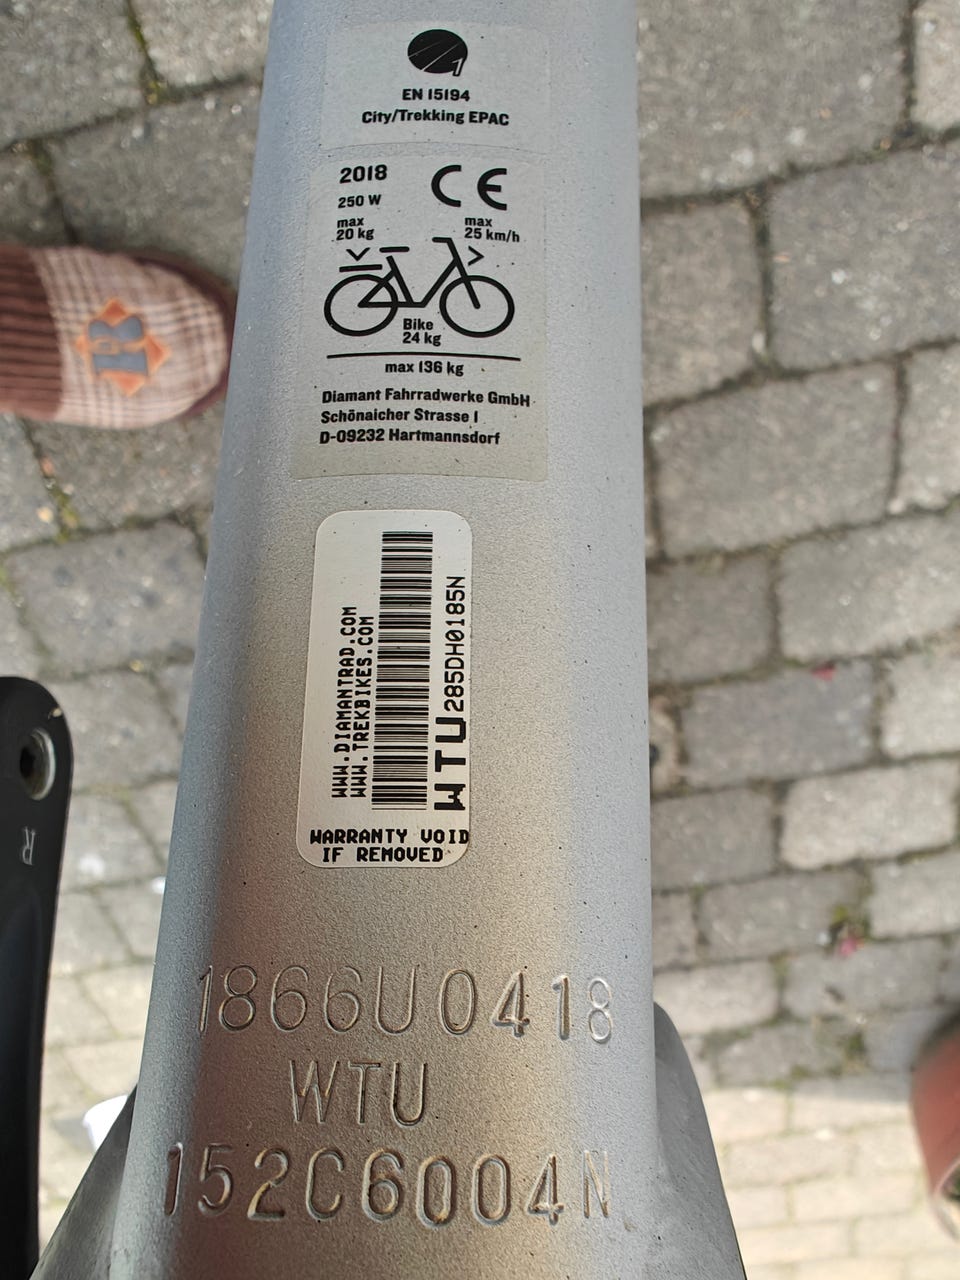 1
EN 15194
City/Trekking EPAC
2018
CE
250 W
max
20 kg
max
25 km/h
Bike
24 kg
max 136 kg
Diamant Fahrradwerke GmbH
Schönaicher Strasse 1
D-09232 Hartmannsdorf
WWW.DIAMANTRAD.COM
WWW.TREKBIKES.COM
WTU285DH0185N
WARRANTY VOID
IF REMOVED
1866U0418
WTU
152C6004N
R
R